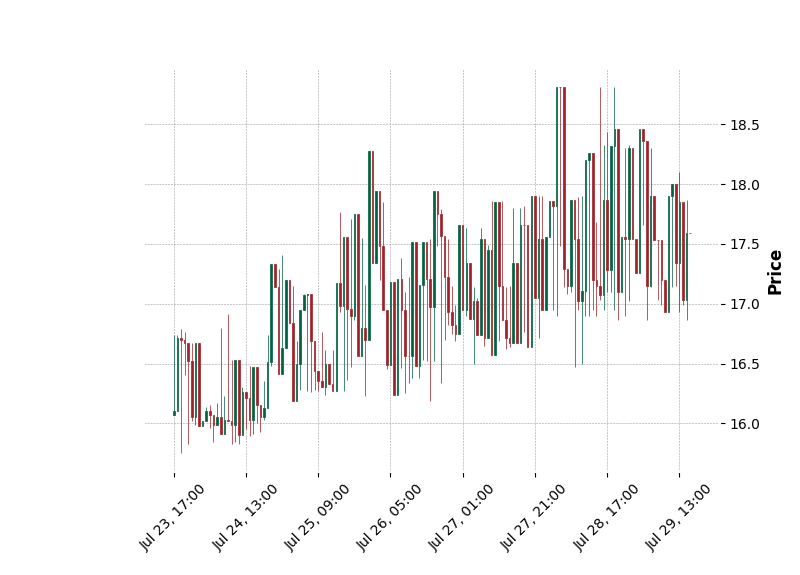 18.5
18.0
17.5
17.0
16.5
16.0
Price
Jul 23, 17:00
Jul 24, 13:00
Jul 25, 09:00
Jul 26, 05:00
Jul 27, 01:00
Jul 27, 21:00
Jul 28, 17:00
Jul 29, 13:00